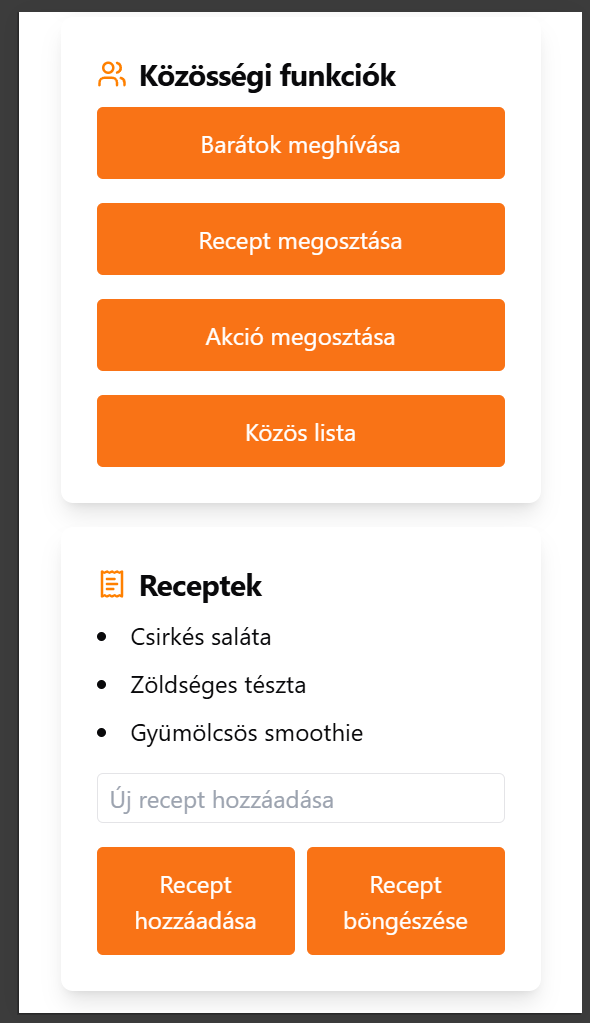 Közösségi funkciók
Barátok meghívása
Recept megosztása
Akció megosztása
Közös lista
Receptek
Csirkés saláta
Zöldséges tészta
Gyümölcsös smoothie
Új recept hozzáadása
Recept
hozzáadása
Recept
böngészése